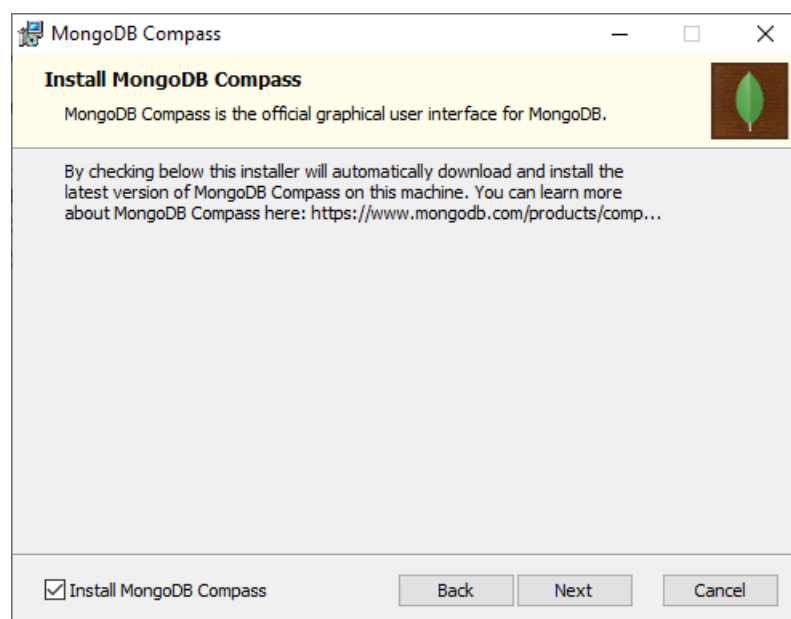 MongoDB Compass
Install MongoDB Compass
MongoDB Compass is the official graphical user interface for MongoDB.
By checking below this installer will automatically download and install the
latest version of MongoDB Compass on this machine. You can learn more
about MongoDB Compass here: https://www.mongodb.com/products/comp...
Install MongoDB Compass
Back
Next
Cancel